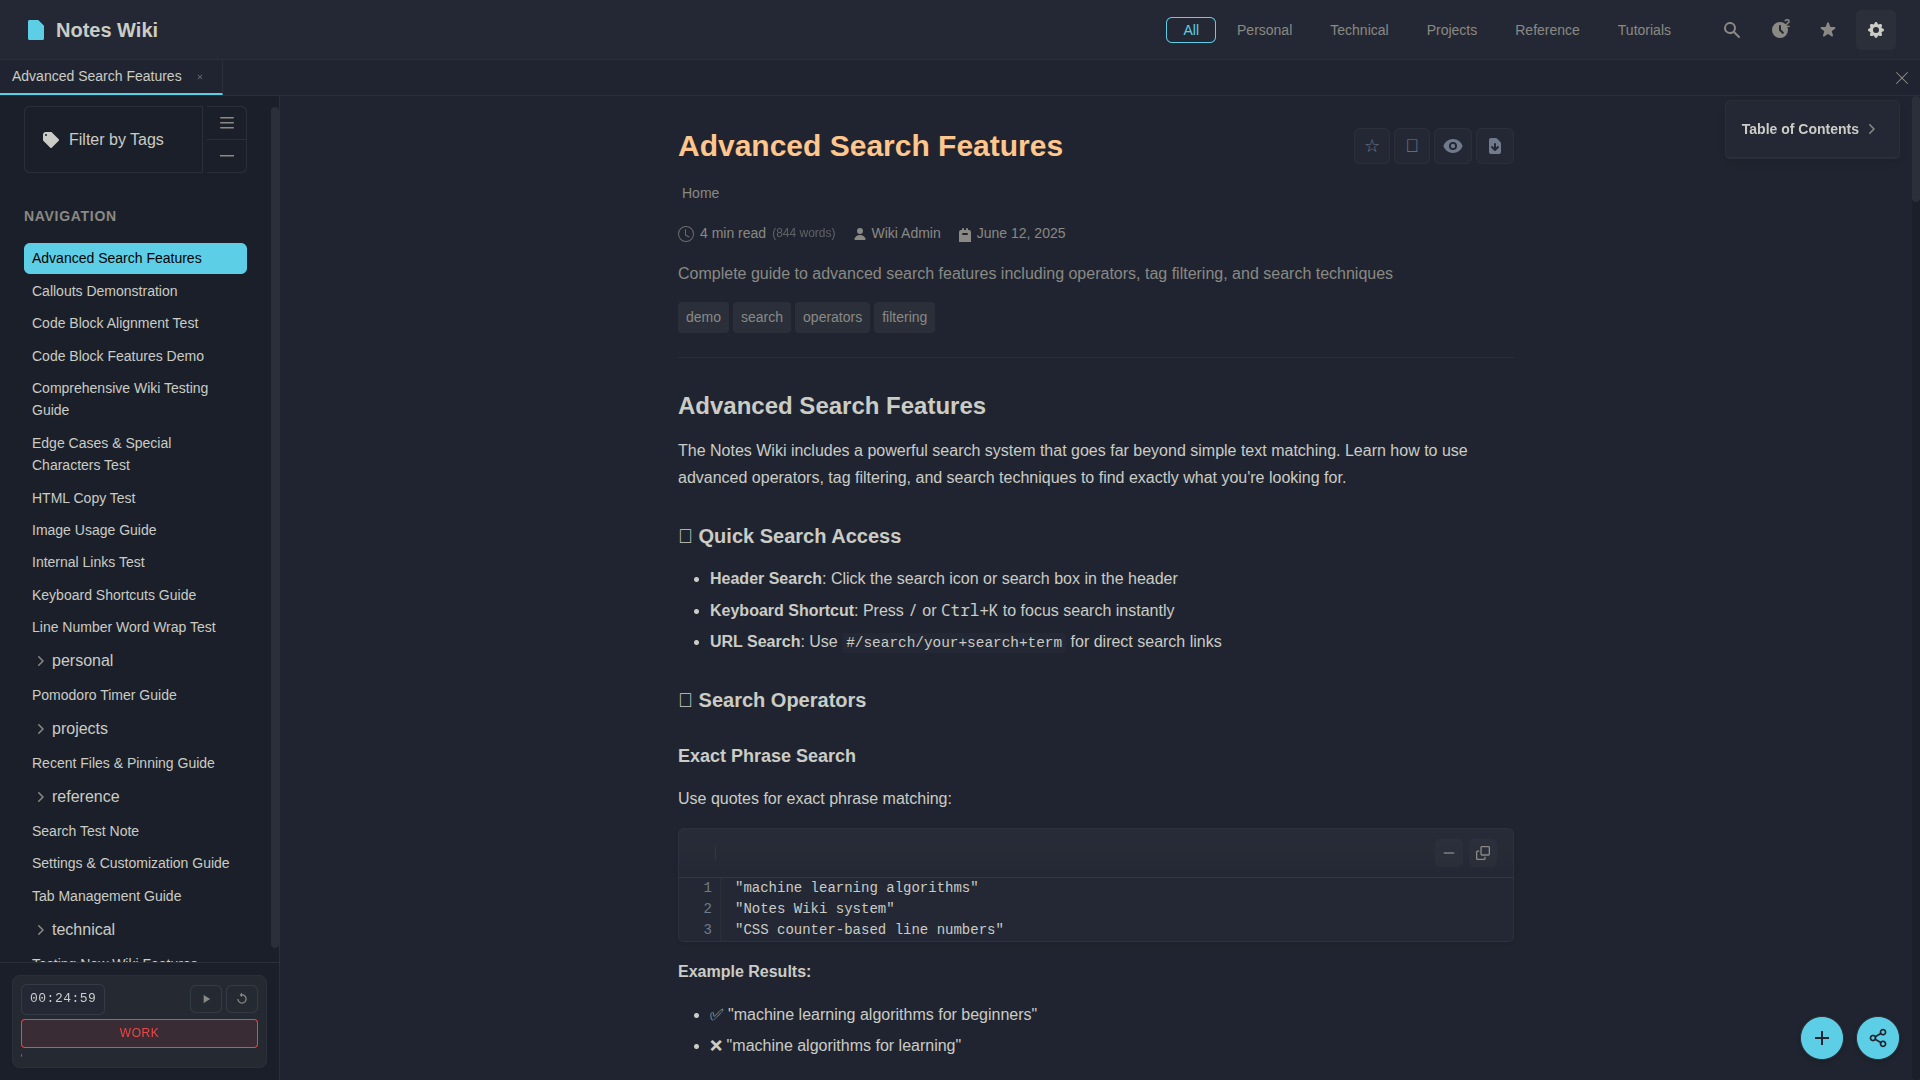 Notes Wiki
All
Personal
Technical
Projects
Reference
Tutorials
2
Advanced Search Features ×
Filter by Tags
NAVIGATION
Advanced Search Features
Callouts Demonstration
Code Block Alignment Test
Code Block Features Demo
Comprehensive Wiki Testing
Guide
Edge Cases & Special
Characters Test
HTML Copy Test
Image Usage Guide
Internal Links Test
Keyboard Shortcuts Guide
Line Number Word Wrap Test
personal
Pomodoro Timer Guide
projects
Recent Files & Pinning Guide
reference
Search Test Note
Settings & Customization Guide
Tab Management Guide
technical
Testing New Wiki Features
00:24:59
WORK
Advanced Search Features
Home
4 min read (844 words) Wiki Admin June 12, 2025
Complete guide to advanced search features including operators, tag filtering, and search techniques
demo search operators filtering
Advanced Search Features
The Notes Wiki includes a powerful search system that goes far beyond simple text matching. Learn how to use
advanced operators, tag filtering, and search techniques to find exactly what you're looking for.
Quick Search Access
• Header Search: Click the search icon or search box in the header
• Keyboard Shortcut: Press / or Ctrl+K to focus search instantly
• URL Search: Use #/search/your+search+term for direct search links
Search Operators
Exact Phrase Search
Use quotes for exact phrase matching:
1 "machine learning algorithms"
2 "Notes Wiki system"
3 "CSS counter-based line numbers"
Example Results:
• ✅ "machine learning algorithms for beginners"
• ❌ "machine algorithms for learning"
Table of Contents